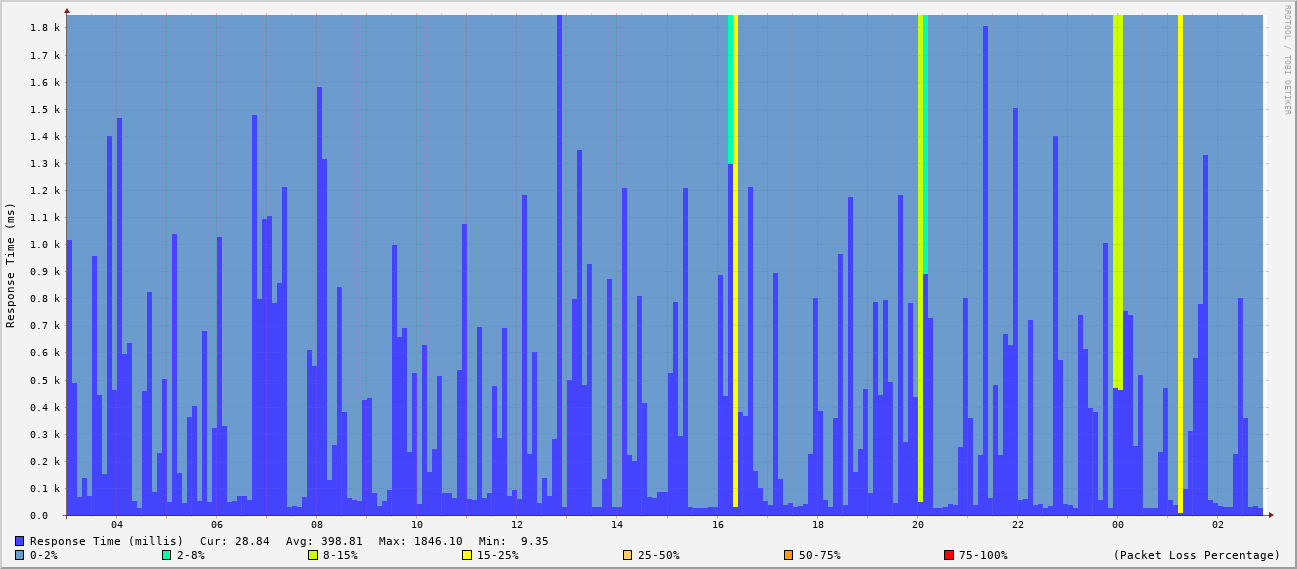 RRDTOOL / TOBI OETIKER
Response Time (ms)
1.8 k
1.7 k
1.6 k
1.5 k
1.4 k
1.3 k
1.2 k
1.1 k
1.0 k
0.9 k
0.8 k
0.7 k
0.6 k
0.5 k
0.4 k
0.3 k
0.2 k
0.1 k
0.0
04 06 08 10 12 14 16 18 20 22 00 02
Response Time (millis) Cur: 28.84 Avg: 398.81 Max: 1846.10 Min: 9.35
0-2% 2-8% 8-15% 15-25% 25-50% 50-75% 75-100% (Packet Loss Percentage)